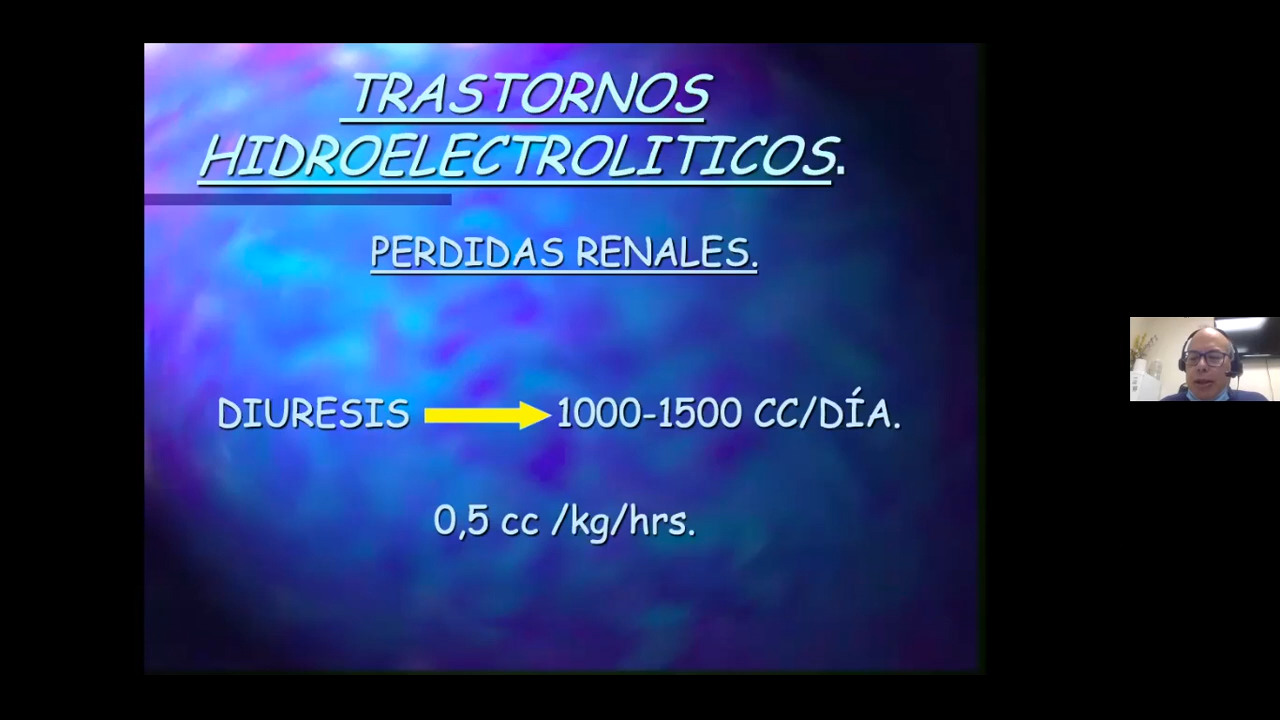 TRASTORNOS
HIDROELECTROLITICOS.
PERDIDAS RENALES.
DIURESIS 1000-1500 CC/DÍA.
0,5 cc /kg/hrs.